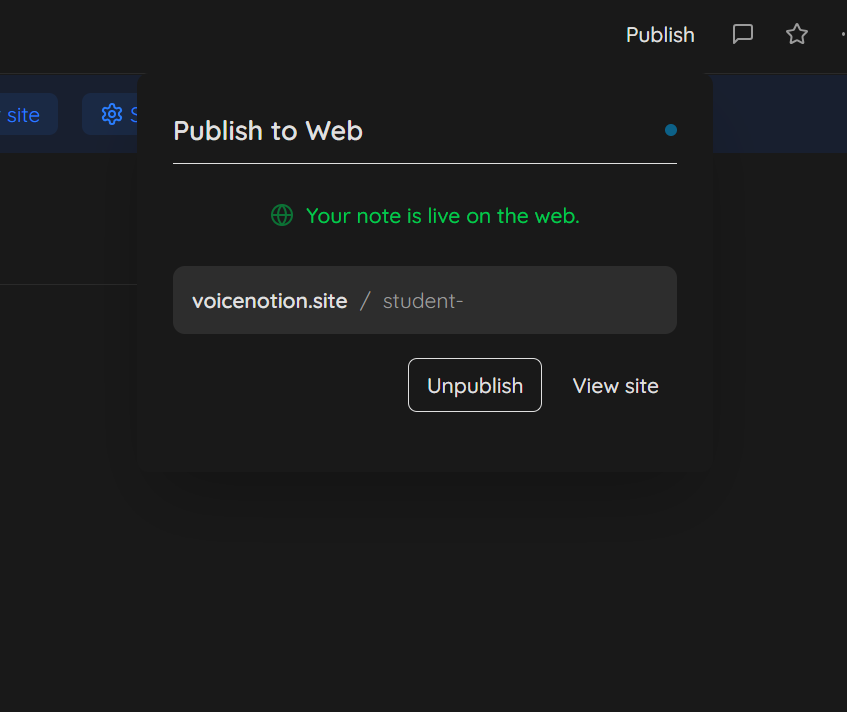 Publish
site
Publish to Web
Your note is live on the web.
voicenotion.site / student-
Unpublish
View site